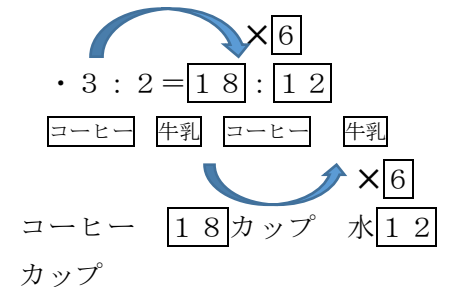 ×６
・３：２＝１８：１２
コーヒー 牛乳 コーヒー 牛乳
×６
コーヒー １８カップ 水１２
カップ